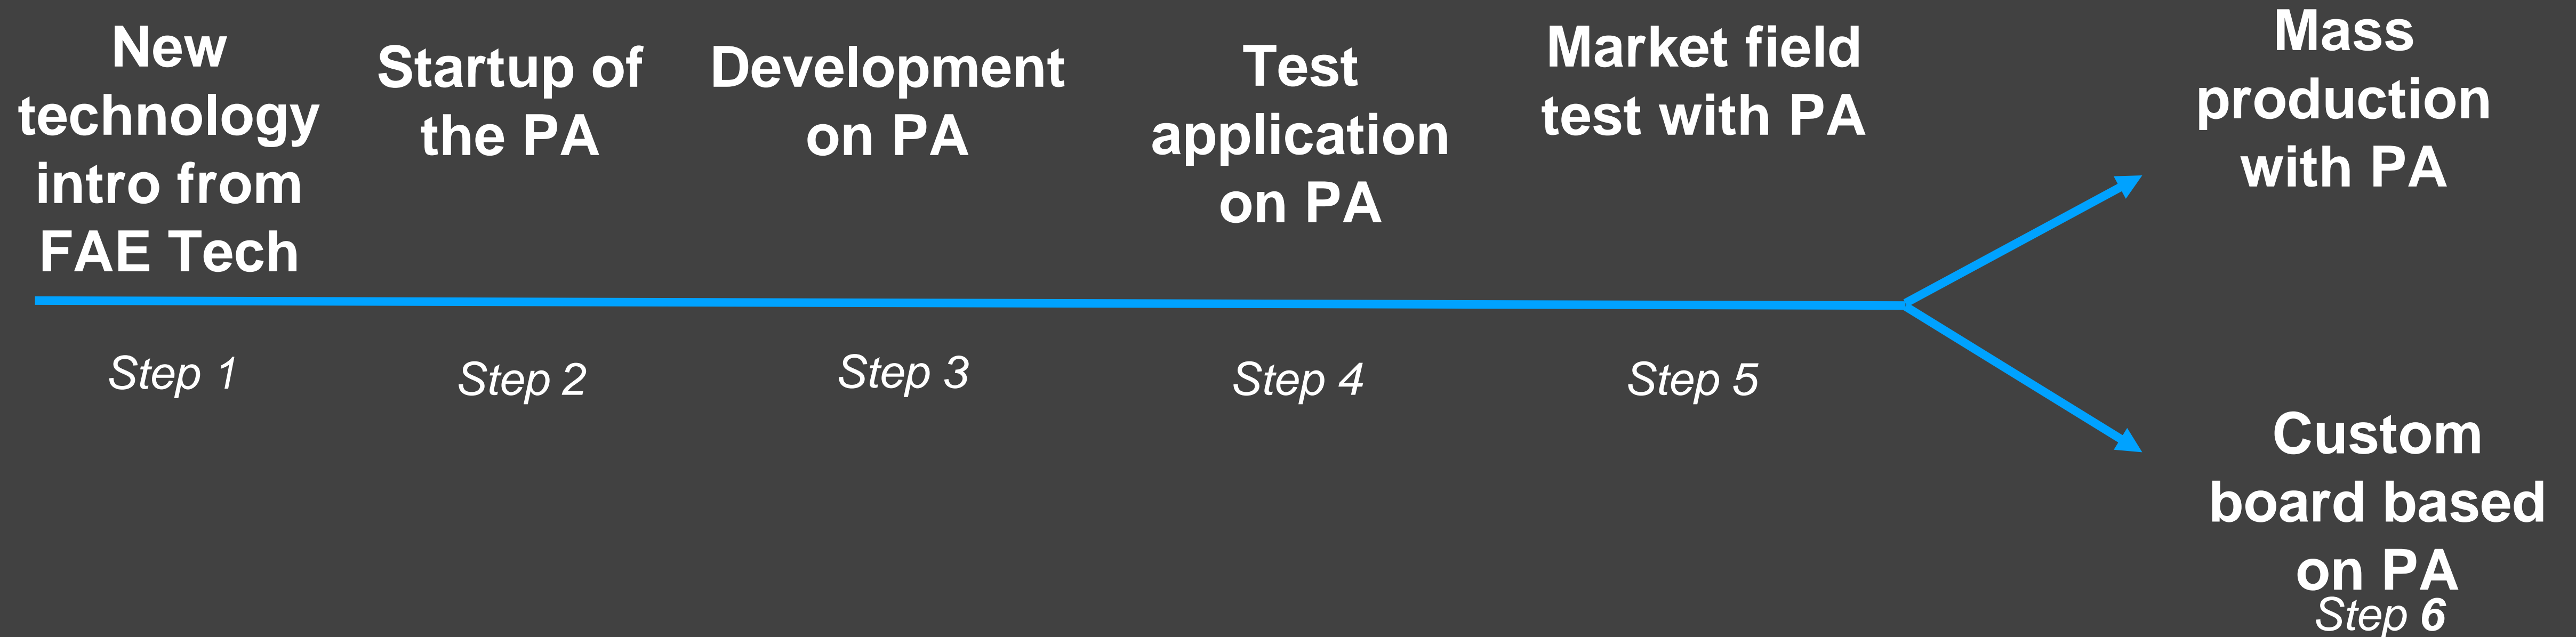 New
technology
intro from
FAE Tech
Step 1
Startup of
the PA
Step 2
Development
on PA
Step 3
Test
application
on PA
Step 4
Market field
test with PA
Step 5
Mass
production
with PA
Custom
board based
on PA
Step 6